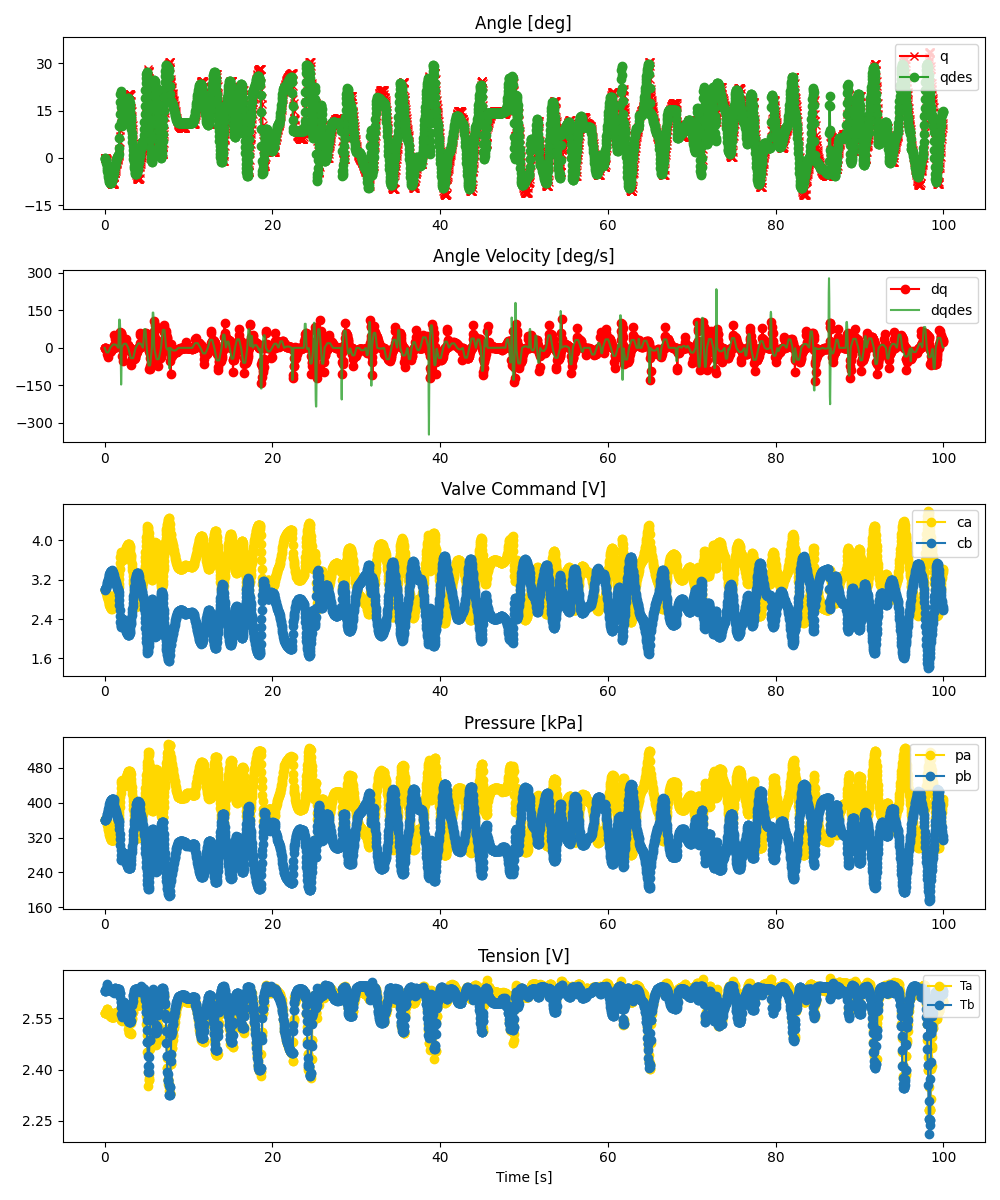 Angle [deg]
30
15
0
−15
q
qdes
0 20 40 60 80 100
Angle Velocity [deg/s]
300
150
0
−150
−300
dq
dqdes
0 20 40 60 80 100
Valve Command [V]
4.0
3.2
2.4
1.6
ca
cb
0 20 40 60 80 100
Pressure [kPa]
480
400
320
240
160
pa
pb
0 20 40 60 80 100
Tension [V]
2.55
2.40
2.25
Ta
Tb
0 20 40 60 80 100
Time [s]